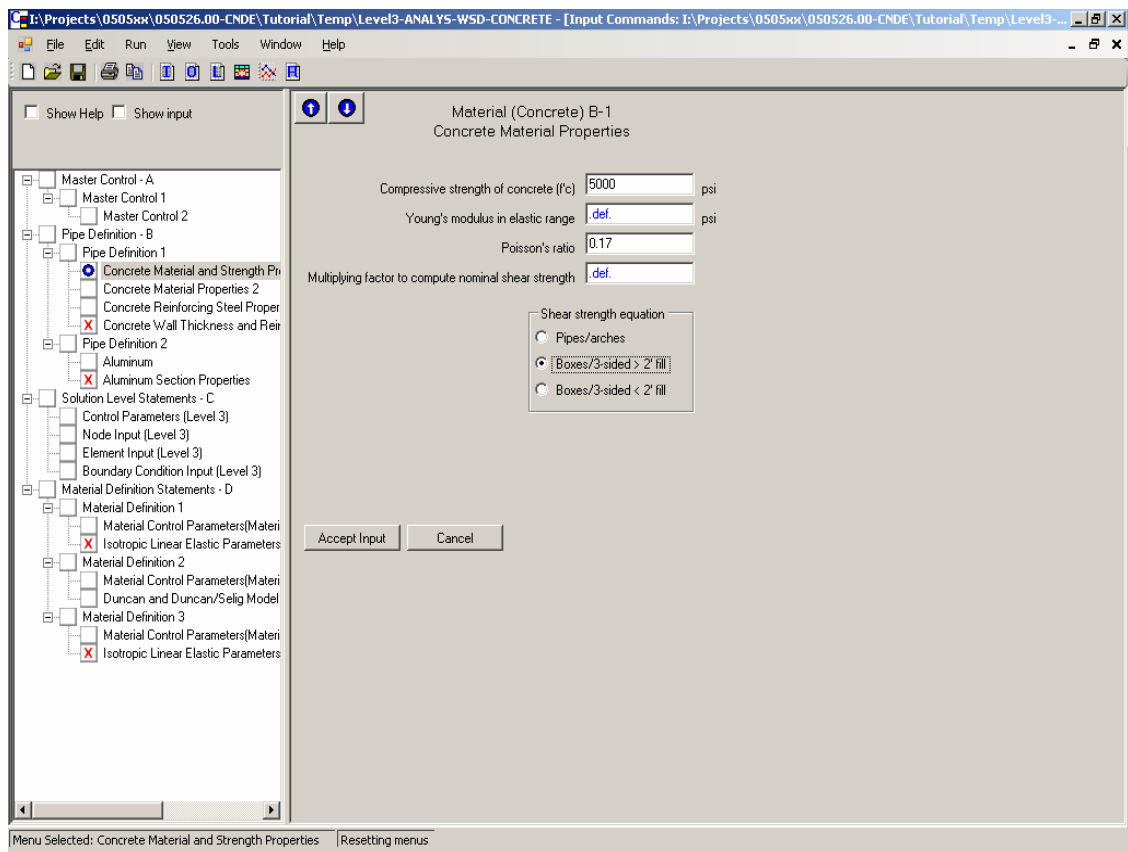 I:\Projects\0505xx\050526.00-CNDE\Tutorial\Temp\Level3-ANALYS-WSD-CONCRETE - [Input Commands: I:\Projects\0505xx\050526.00-CNDE\Tutorial\Temp\Level3-...
File Edit Run View Tools Window Help
Show Help Show input
Master Control - A
Master Control 1
Master Control 2
Pipe Definition - B
Pipe Definition 1
Concrete Material and Strength Pr
Concrete Material Properties 2
Concrete Reinforcing Steel Proper
X Concrete Wall Thickness and Rein
Pipe Definition 2
Aluminum
X Aluminum Section Properties
Solution Level Statements - C
Control Parameters (Level 3)
Node Input (Level 3)
Element Input (Level 3)
Boundary Condition Input (Level 3)
Material Definition Statements - D
Material Definition 1
Material Control Parameters(Materi
X Isotropic Linear Elastic Parameters
Material Definition 2
Material Control Parameters(Materi
Duncan and Duncan/Selig Model
Material Definition 3
Material Control Parameters(Materi
X Isotropic Linear Elastic Parameters
Material (Concrete) B-1
Concrete Material Properties
Compressive strength of concrete (f'c) 5000 psi
Young's modulus in elastic range .def. psi
Poisson's ratio 0.17
Multiplying factor to compute nominal shear strength .def.
Shear strength equation
Pipes/arches
Boxes/3-sided > 2' fill
Boxes/3-sided < 2' fill
Accept Input Cancel
Menu Selected: Concrete Material and Strength Properties Resetting menus